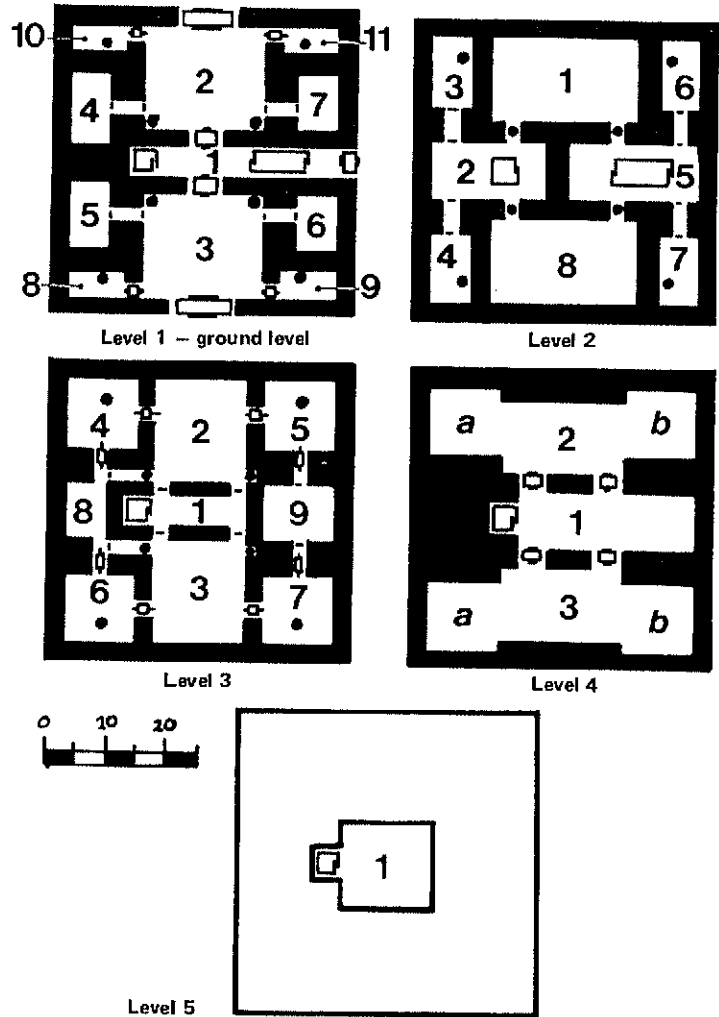 10 11
2
4 7
1
5 6
3
8 9
Level 1 – ground level
3 1 6
2 5
4 8 7
Level 2
4 2 5
8 1 9
6 3 7
Level 3
a 2 b
1
a 3 b
Level 4
0 10 20
1
Level 5